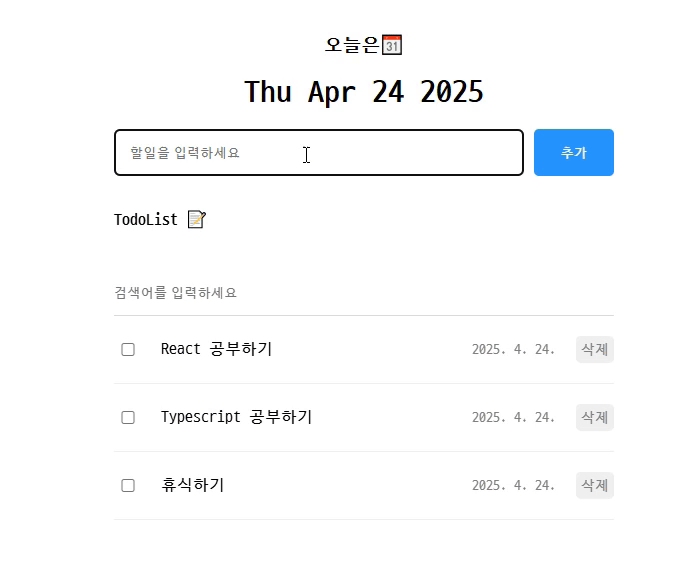 오늘은📅
Thu Apr 24 2025
할일을 입력하세요
추가
TodoList 📝
검색어를 입력하세요
React 공부하기 2025. 4. 24. 삭제
Typescript 공부하기 2025. 4. 24. 삭제
휴식하기 2025. 4. 24. 삭제